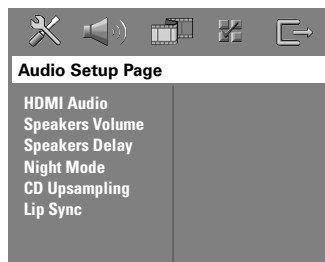 Audio Setup Page
HDMI Audio
Speakers Volume
Speakers Delay
Night Mode
CD Upsampling
Lip Sync